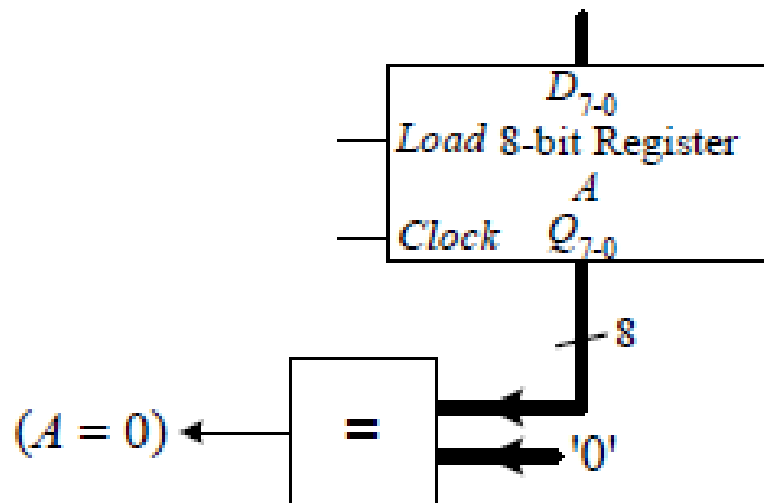 D₇₋₀
Load 8-bit Register
A
Clock Q₇₋₀
8
(A = 0) = '0'